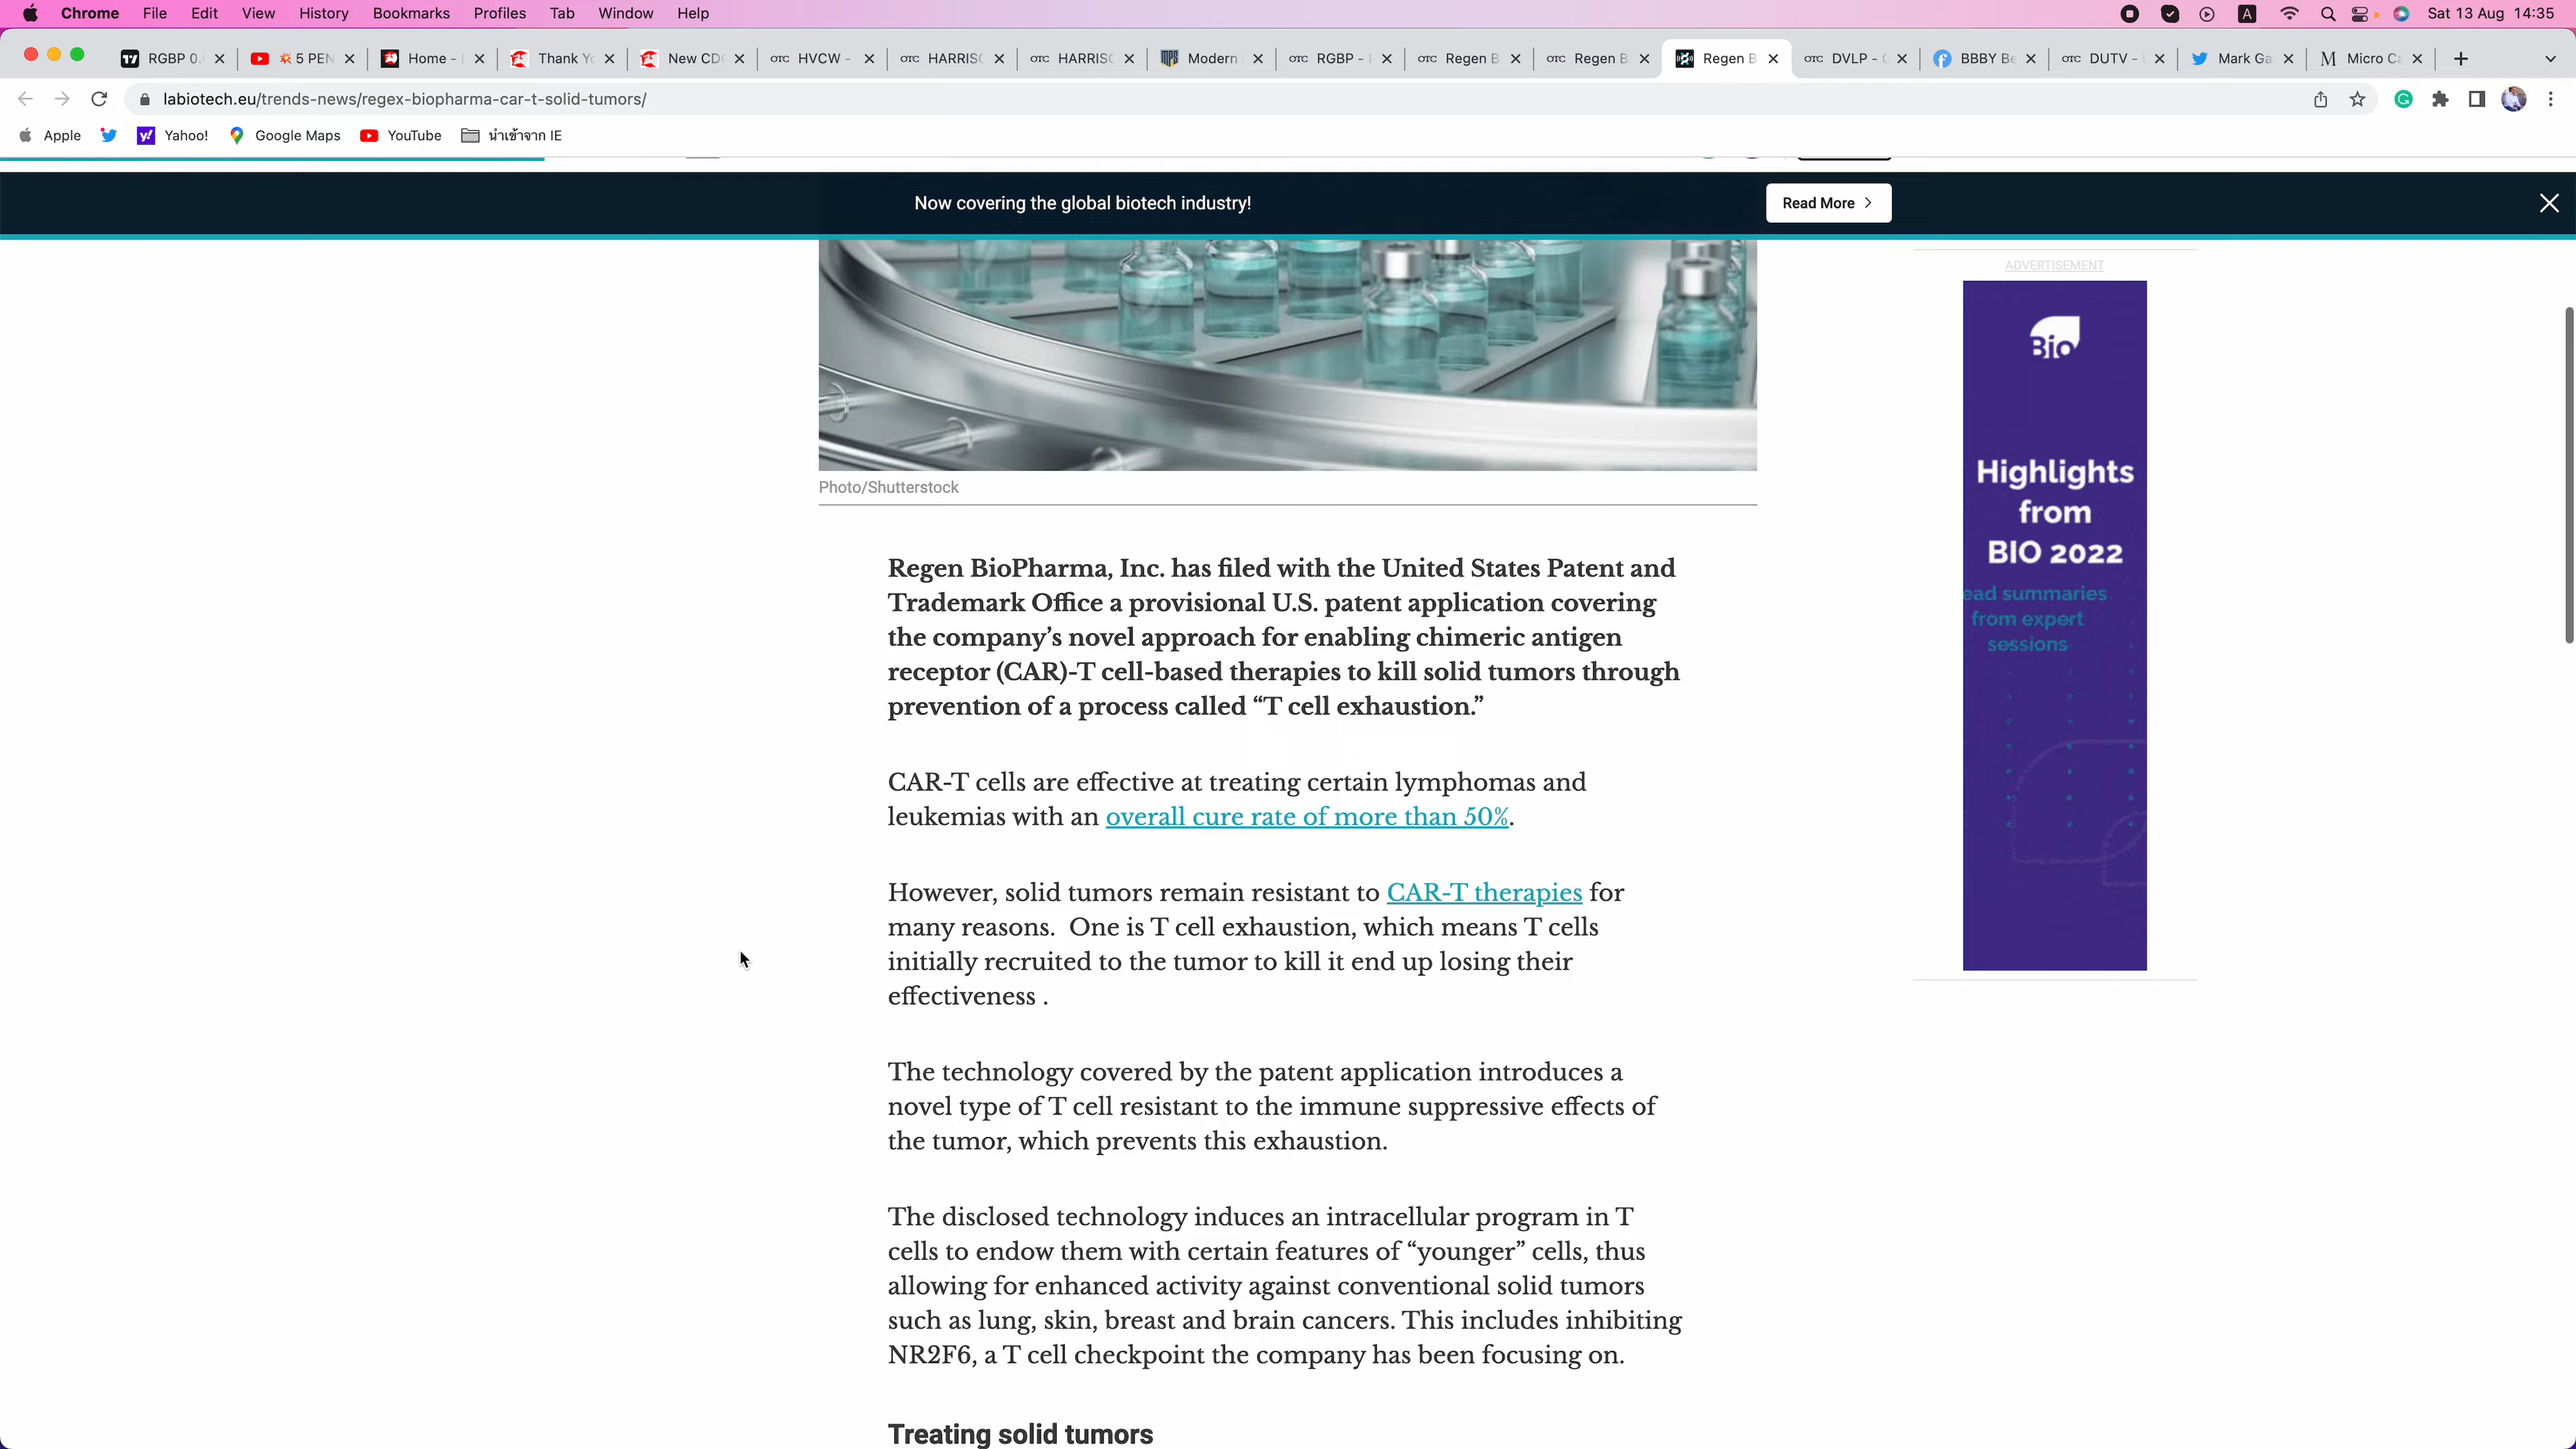 Chrome File Edit View History Bookmarks Profiles Tab Window Help A Sat 13 Aug 14:35
RGBP 0. 5 PEN Home - Thank Yo New CD HVCW - HARRISC HARRISC Modern RGBP - Regen B Regen B Regen B DVLP - BBBY Be DUTV - Mark Ga Micro Ca
labiotech.eu/trends-news/regex-biopharma-car-t-solid-tumors/
Apple Yahoo! Google Maps YouTube นำเข้าจาก IE
Now covering the global biotech industry! Read More
ADVERTISEMENT
Bio
Highlights
from
BIO 2022
ead summaries
from expert
sessions
Photo/Shutterstock
Regen BioPharma, Inc. has filed with the United States Patent and
Trademark Office a provisional U.S. patent application covering
the company’s novel approach for enabling chimeric antigen
receptor (CAR)-T cell-based therapies to kill solid tumors through
prevention of a process called “T cell exhaustion.”
CAR-T cells are effective at treating certain lymphomas and
leukemias with an overall cure rate of more than 50%.
However, solid tumors remain resistant to CAR-T therapies for
many reasons.  One is T cell exhaustion, which means T cells
initially recruited to the tumor to kill it end up losing their
effectiveness .
The technology covered by the patent application introduces a
novel type of T cell resistant to the immune suppressive effects of
the tumor, which prevents this exhaustion.
The disclosed technology induces an intracellular program in T
cells to endow them with certain features of “younger” cells, thus
allowing for enhanced activity against conventional solid tumors
such as lung, skin, breast and brain cancers. This includes inhibiting
NR2F6, a T cell checkpoint the company has been focusing on.
Treating solid tumors